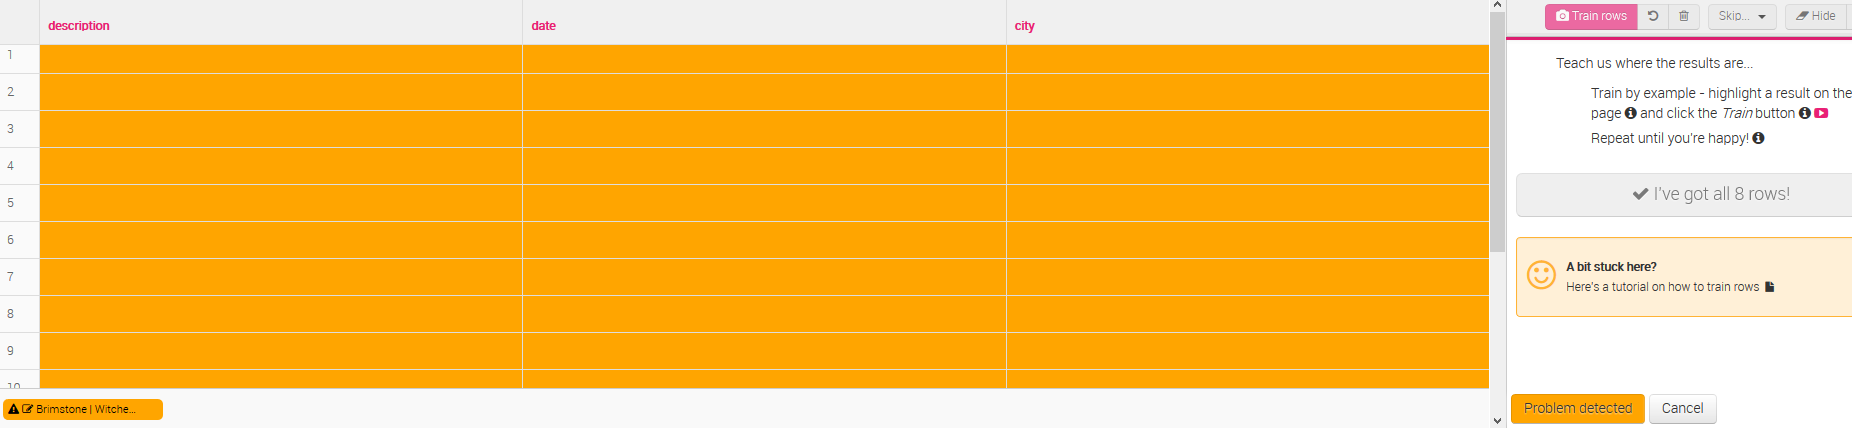 description date city
1
2
3
4
5
6
7
8
9
10
Brimstone | Witche...
Train rows Skip... Hide
Teach us where the results are...
Train by example - highlight a result on the
page and click the Train button
Repeat until you're happy!
I've got all 8 rows!
A bit stuck here?
Here's a tutorial on how to train rows
Problem detected Cancel